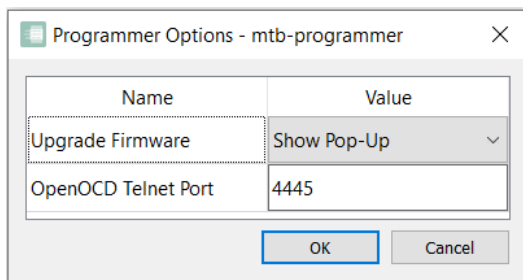 Programmer Options - mtb-programmer
Name Value
Upgrade Firmware Show Pop-Up
OpenOCD Telnet Port 4445
OK Cancel